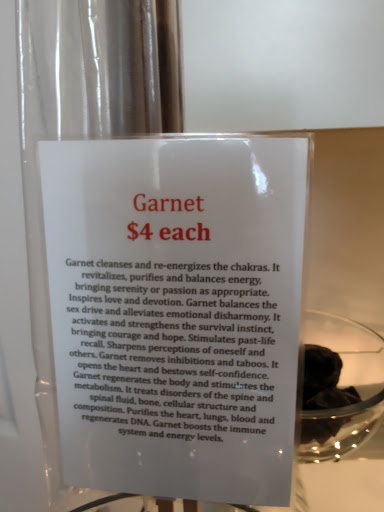 Garnet
$4 each
Garnet cleanses and re-energizes the chakras. It
revitalizes, purifies and balances energy,
bringing serenity or passion as appropriate.
Inspires love and devotion. Garnet balances the
sex drive and alleviates emotional disharmony. It
activates and strengthens the survival instinct,
bringing courage and hope. Stimulates past-life
recall. Sharpens perceptions of oneself and
others. Garnet removes inhibitions and taboos. It
opens the heart and bestows self-confidence.
Garnet regenerates the body and stimulates the
metabolism. It treats disorders of the spine and
spinal fluid, bone, cellular structure and
composition. Purifies the heart, lungs, blood and
regenerates DNA. Garnet boosts the immune
system and energy levels.